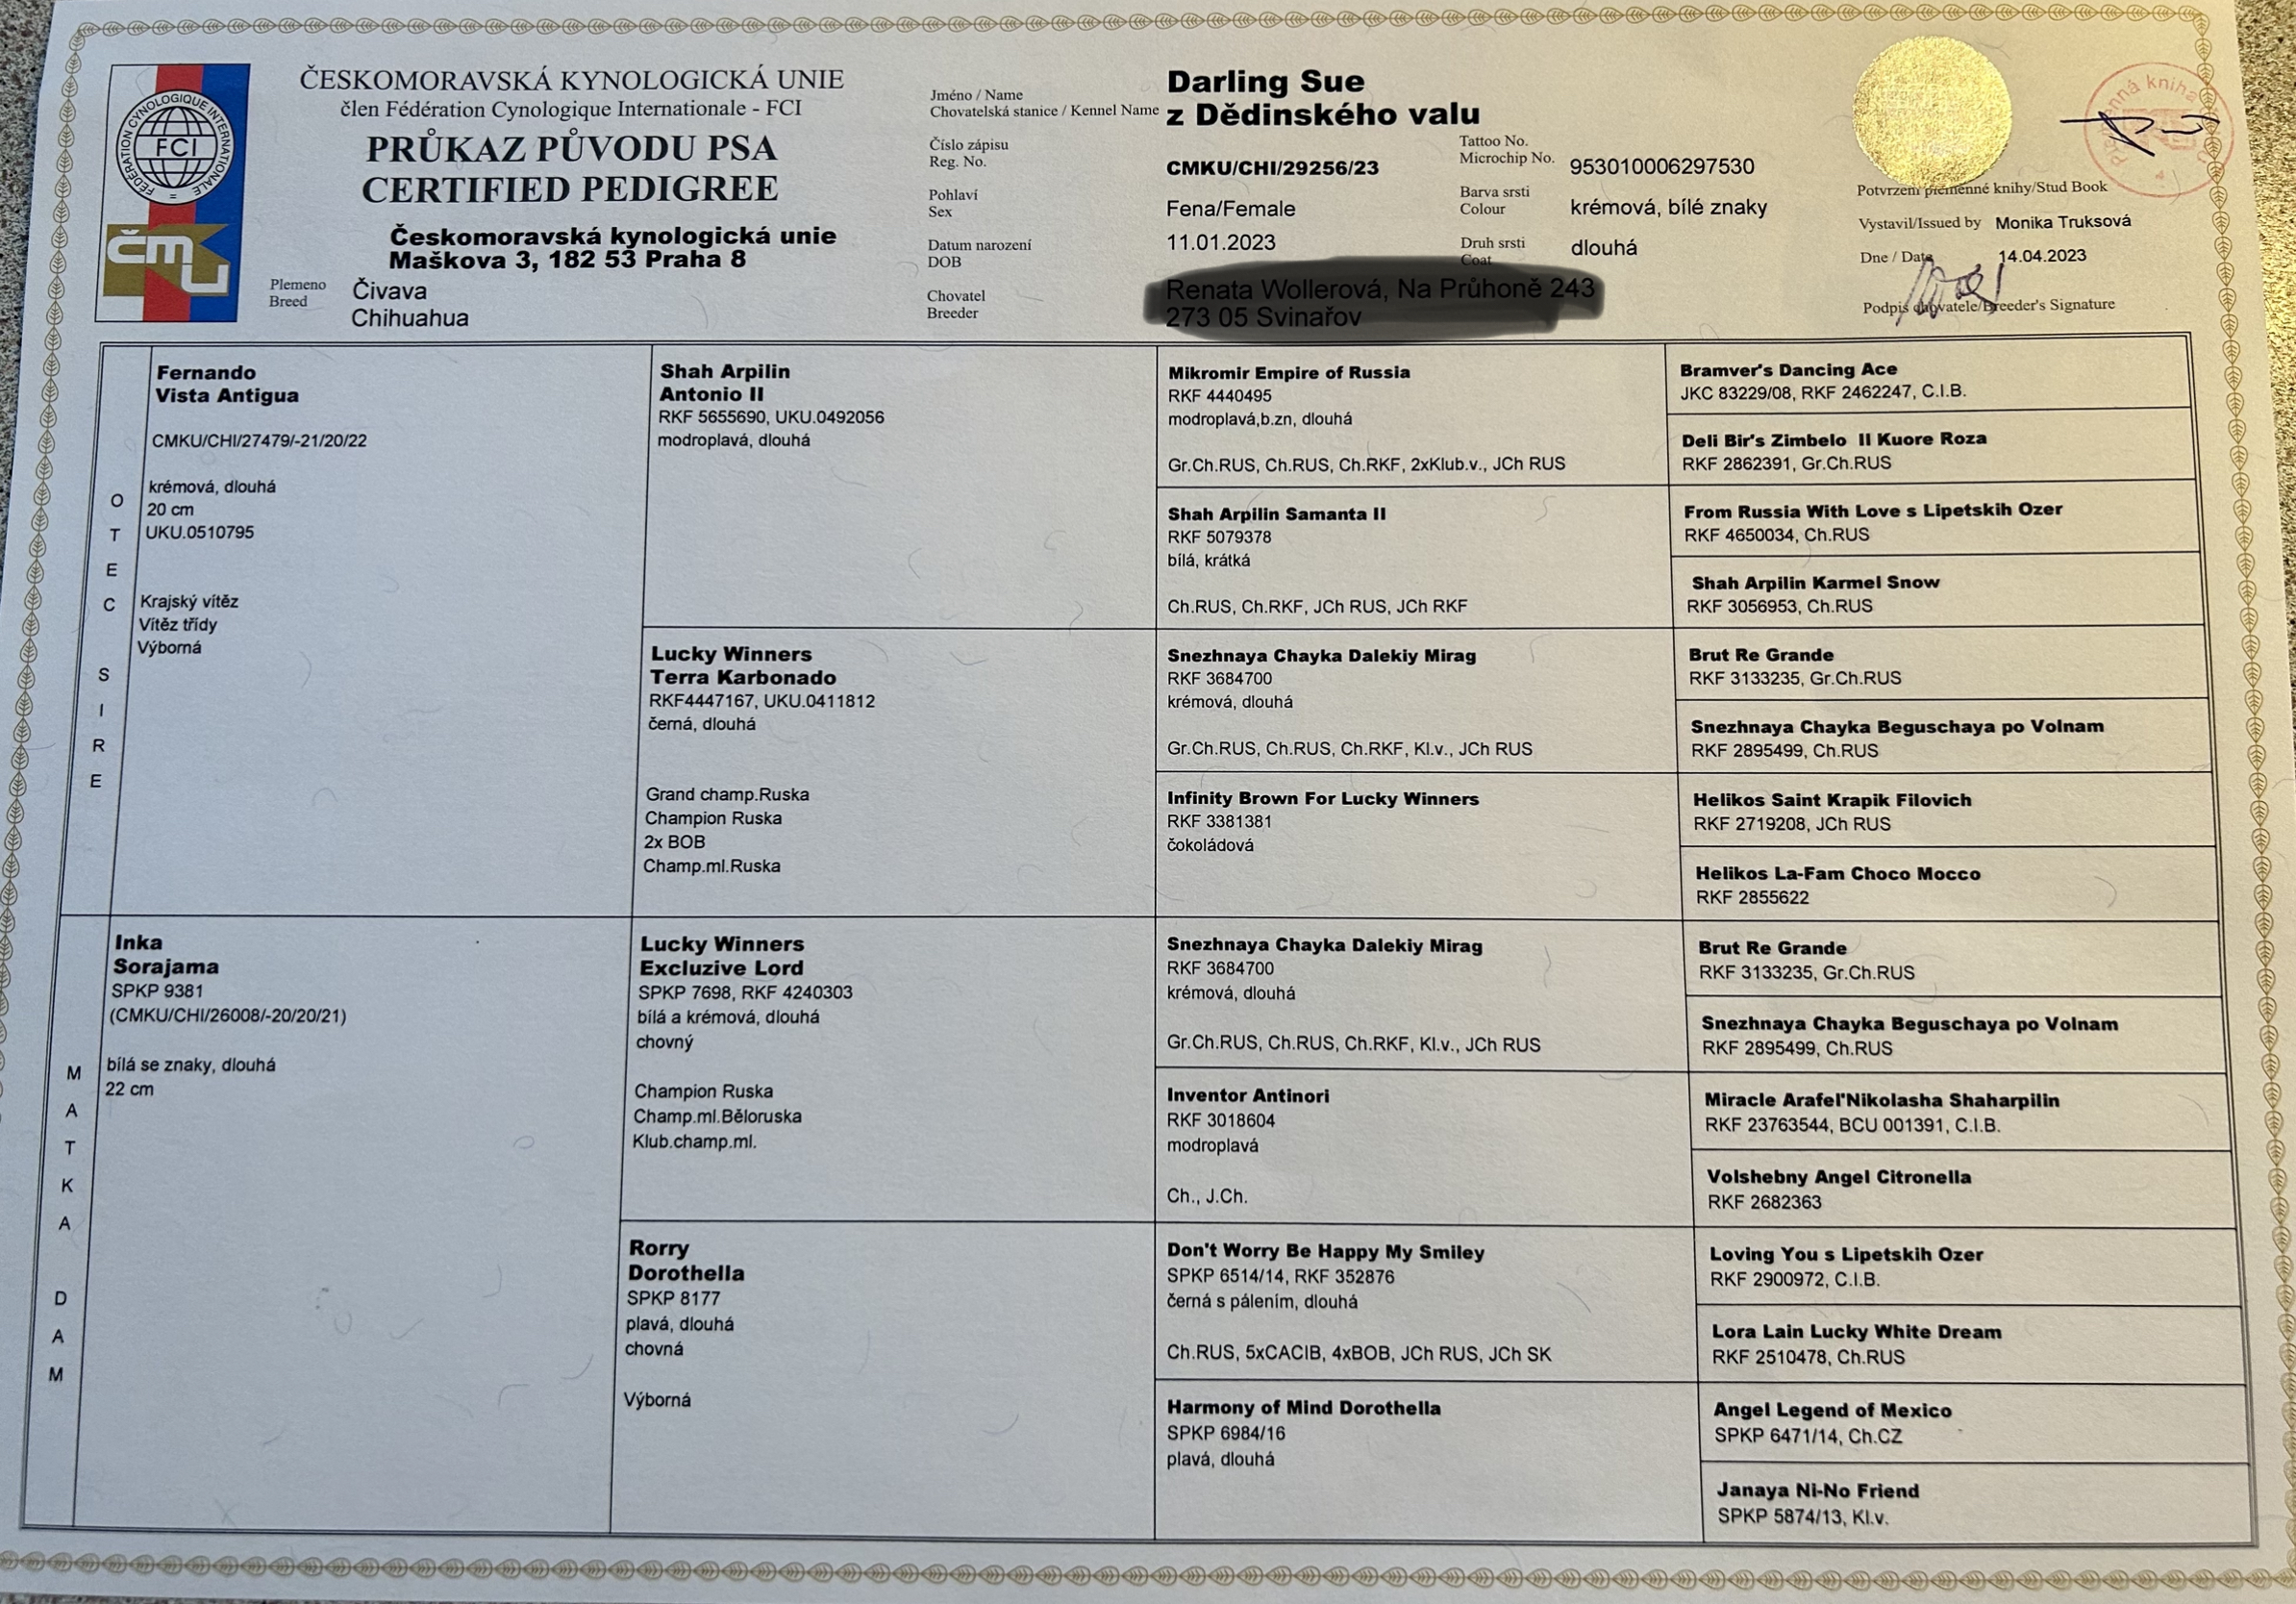 ČESKOMORAVSKÁ KYNOLOGICKÁ UNIE
člen Fédération Cynologique Internationale - FCI
PRŮKAZ PŮVODU PSA
CERTIFIED PEDIGREE
Českomoravská kynologická unie
Maškova 3, 182 53 Praha 8
Plemeno
Breed
Čivava
Chihuahua
FÉDÉRATION CYNOLOGIQUE INTERNATIONALE
FCI
ČMKU
Jméno / Name
Chovatelská stanice / Kennel Name
Darling Sue
z Dědinského valu
Číslo zápisu
Reg. No.
CMKU/CHI/29256/23
Tattoo No.
Microchip No.
953010006297530
Pohlaví
Sex
Fena/Female
Barva srsti
Colour
krémová, bílé znaky
Datum narození
DOB
11.01.2023
Druh srsti
Coat
dlouhá
Chovatel
Breeder
Potvrzení plemenné knihy/Stud Book
Vystavil/Issued by Monika Truksová
Dne / Date 14.04.2023
Podpis chovatele/Breeder's Signature
OTEC SIRE
Fernando
Vista Antigua
CMKU/CHI/27479/-21/20/22
krémová, dlouhá
20 cm
UKU.0510795
Krajský vítěz
Vítěz třídy
Výborná
Shah Arpilin
Antonio II
RKF 5655690, UKU.0492056
modroplavá, dlouhá
Mikromir Empire of Russia
RKF 4440495
modroplavá,b.zn, dlouhá
Gr.Ch.RUS, Ch.RUS, Ch.RKF, 2xKlub.v., JCh RUS
Bramver's Dancing Ace
JKC 83229/08, RKF 2462247, C.I.B.
Deli Bir's Zimbelo II Kuore Roza
RKF 2862391, Gr.Ch.RUS
Shah Arpilin Samanta II
RKF 5079378
bílá, krátká
Ch.RUS, Ch.RKF, JCh RUS, JCh RKF
From Russia With Love s Lipetskih Ozer
RKF 4650034, Ch.RUS
Shah Arpilin Karmel Snow
RKF 3056953, Ch.RUS
Lucky Winners
Terra Karbonado
RKF4447167, UKU.0411812
černá, dlouhá
Grand champ.Ruska
Champion Ruska
2x BOB
Champ.ml.Ruska
Snezhnaya Chayka Dalekiy Mirag
RKF 3684700
krémová, dlouhá
Gr.Ch.RUS, Ch.RUS, Ch.RKF, Kl.v., JCh RUS
Brut Re Grande
RKF 3133235, Gr.Ch.RUS
Snezhnaya Chayka Beguschaya po Volnam
RKF 2895499, Ch.RUS
Infinity Brown For Lucky Winners
RKF 3381381
čokoládová
Helikos Saint Krapik Filovich
RKF 2719208, JCh RUS
Helikos La-Fam Choco Mocco
RKF 2855622
MATKA DAM
Inka
Sorajama
SPKP 9381
(CMKU/CHI/26008/-20/20/21)
bílá se znaky, dlouhá
22 cm
Lucky Winners
Excluzive Lord
SPKP 7698, RKF 4240303
bílá a krémová, dlouhá
chovný
Champion Ruska
Champ.ml.Běloruska
Klub.champ.ml.
Snezhnaya Chayka Dalekiy Mirag
RKF 3684700
krémová, dlouhá
Gr.Ch.RUS, Ch.RUS, Ch.RKF, Kl.v., JCh RUS
Brut Re Grande
RKF 3133235, Gr.Ch.RUS
Snezhnaya Chayka Beguschaya po Volnam
RKF 2895499, Ch.RUS
Inventor Antinori
RKF 3018604
modroplavá
Ch., J.Ch.
Miracle Arafel'Nikolasha Shaharpilin
RKF 23763544, BCU 001391, C.I.B.
Volshebny Angel Citronella
RKF 2682363
Rorry
Dorothella
SPKP 8177
plavá, dlouhá
chovná
Výborná
Don't Worry Be Happy My Smiley
SPKP 6514/14, RKF 352876
černá s pálením, dlouhá
Ch.RUS, 5xCACIB, 4xBOB, JCh RUS, JCh SK
Loving You s Lipetskih Ozer
RKF 2900972, C.I.B.
Lora Lain Lucky White Dream
RKF 2510478, Ch.RUS
Harmony of Mind Dorothella
SPKP 6984/16
plavá, dlouhá
Angel Legend of Mexico
SPKP 6471/14, Ch.CZ
Janaya Ni-No Friend
SPKP 5874/13, Kl.v.